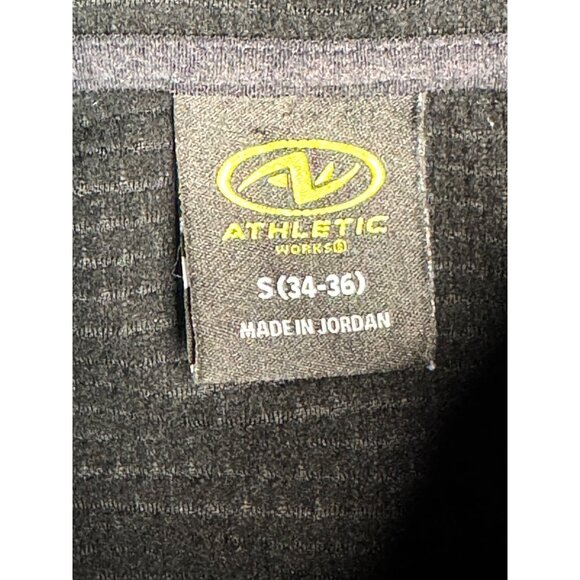 ATHLETIC
WORKS®
S(34-36)
MADE IN JORDAN